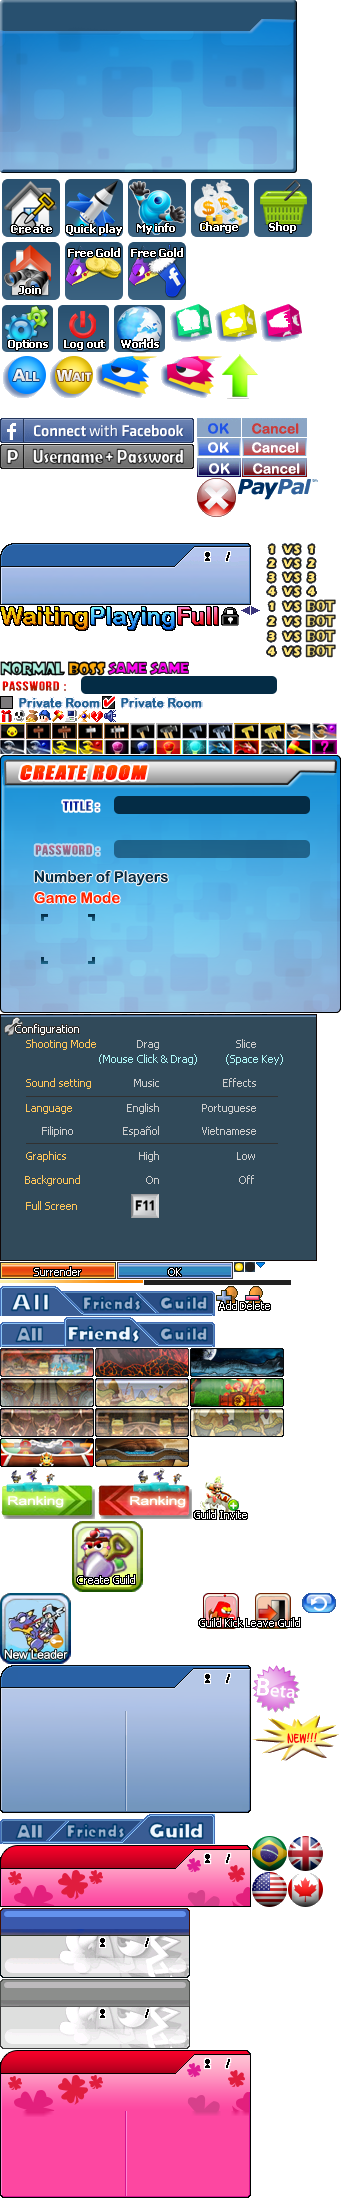 Create Quick play My info Charge Shop
Join Free Gold Free Gold
Options Log out Worlds
ALL WAIT
Connect with Facebook OK Cancel
Username + Password OK Cancel
OK Cancel
PayPal
/
1 VS 1
2 VS 2
3 VS 3
4 VS 4
1 VS BOT
2 VS BOT
3 VS BOT
4 VS BOT
Waiting Playing Full
NORMAL BOSS SAME SAME
PASSWORD :
Private Room Private Room
CREATE ROOM
TITLE :
PASSWORD :
Number of Players
Game Mode
Configuration
Shooting Mode Drag Slice
(Mouse Click & Drag) (Space Key)
Sound setting Music Effects
Language English Portuguese
Filipino Español Vietnamese
Graphics High Low
Background On Off
Full Screen F11
Surrender OK
All Friends Guild Add Delete
All Friends Guild
Ranking Ranking Guild Invite
Create Guild
New Leader Guild Kick Leave Guild
/ Beta
NEW!!!
All Friends Guild
/
/
/
/